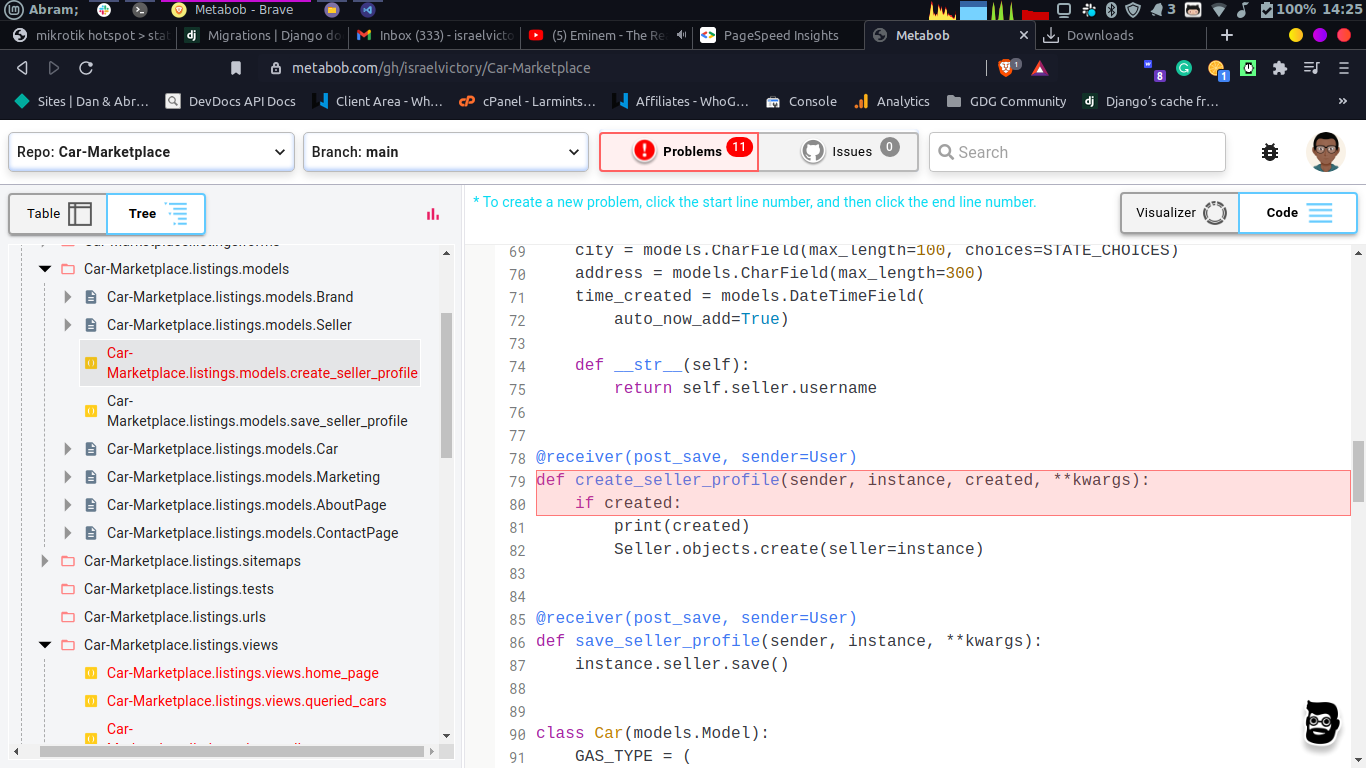 Abram;
Metabob - Brave
3
100% 14:25
mikrotik hotspot > sta
Migrations | Django do
Inbox (333) - israelvicto
(5) Eminem - The Re
PageSpeed Insights
Metabob
Downloads
metabob.com/gh/israelvictory/Car-Marketplace
1
8
1
Sites | Dan & Abr…
DevDocs API Docs
Client Area - Wh…
cPanel - Larmints…
Affiliates - WhoG…
Console
Analytics
GDG Community
Django's cache fr…
Repo: Car-Marketplace
Branch: main
Problems 11
Issues 0
Search
Table
Tree
* To create a new problem, click the start line number, and then click the end line number.
Visualizer
Code
Car-Marketplace.listings.models
Car-Marketplace.listings.models.Brand
Car-Marketplace.listings.models.Seller
Car-
Marketplace.listings.models.create_seller_profile
Car-
Marketplace.listings.models.save_seller_profile
Car-Marketplace.listings.models.Car
Car-Marketplace.listings.models.Marketing
Car-Marketplace.listings.models.AboutPage
Car-Marketplace.listings.models.ContactPage
Car-Marketplace.listings.sitemaps
Car-Marketplace.listings.tests
Car-Marketplace.listings.urls
Car-Marketplace.listings.views
Car-Marketplace.listings.views.home_page
Car-Marketplace.listings.views.queried_cars
Car-
69 city = models.CharField(max_length=100, choices=STATE_CHOICES)
70 address = models.CharField(max_length=300)
71 time_created = models.DateTimeField(
72 auto_now_add=True)
73
74 def __str__(self):
75 return self.seller.username
76
77
78 @receiver(post_save, sender=User)
79 def create_seller_profile(sender, instance, created, **kwargs):
80 if created:
81 print(created)
82 Seller.objects.create(seller=instance)
83
84
85 @receiver(post_save, sender=User)
86 def save_seller_profile(sender, instance, **kwargs):
87 instance.seller.save()
88
89
90 class Car(models.Model):
91 GAS_TYPE = (